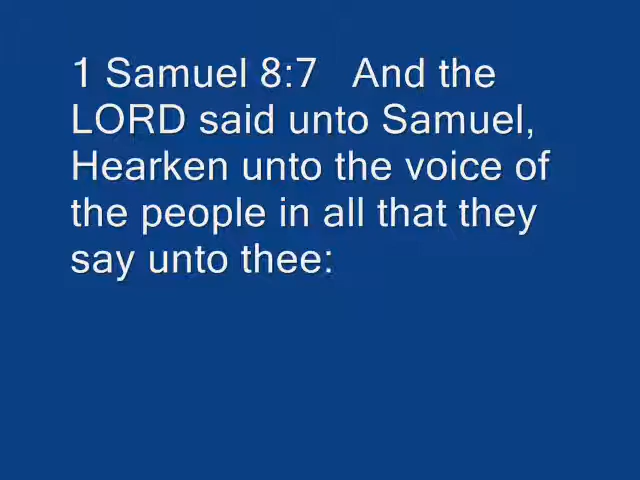 1 Samuel 8:7   And the
LORD said unto Samuel,
Hearken unto the voice of
the people in all that they
say unto thee: